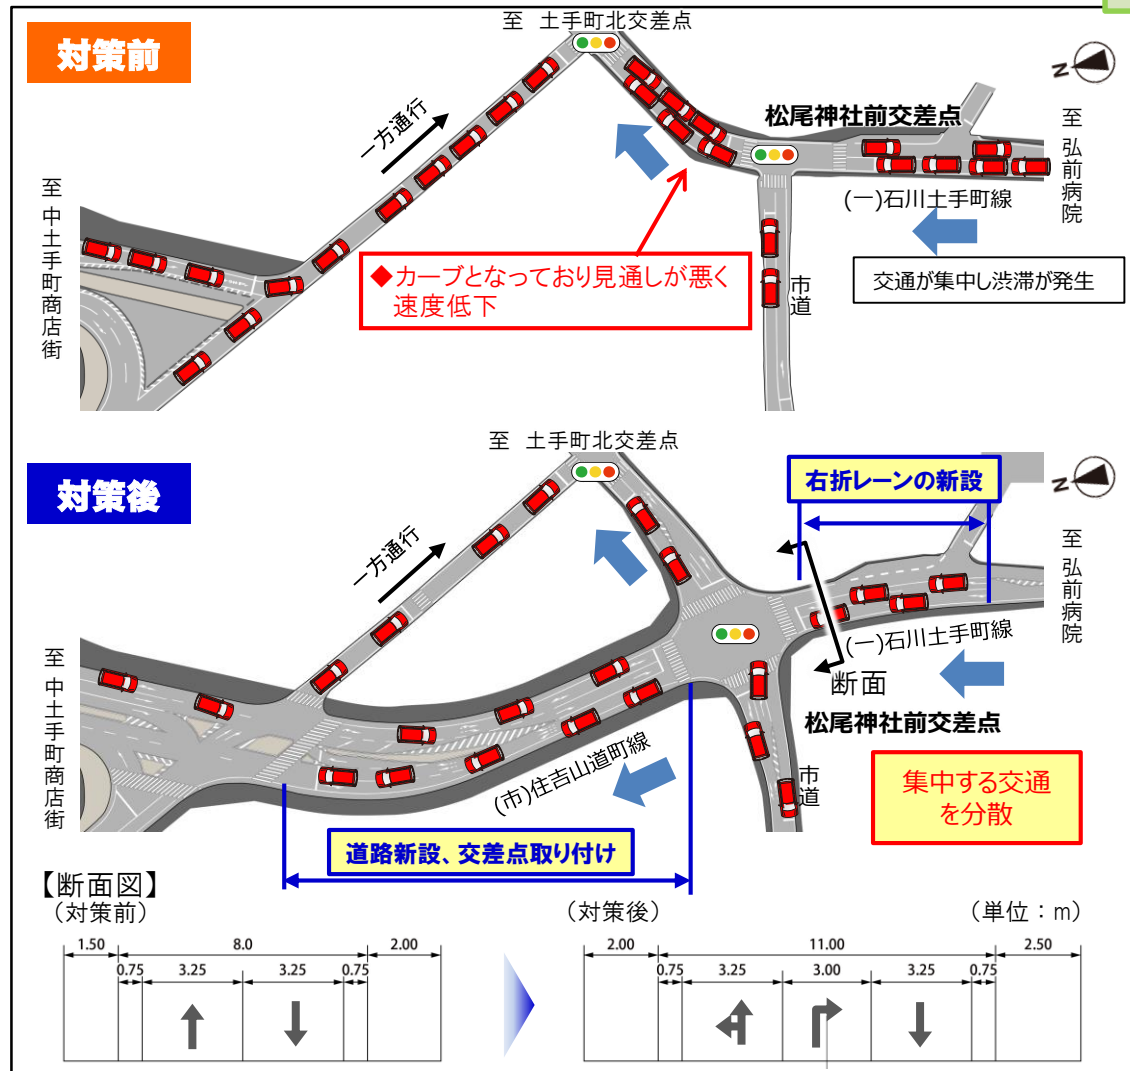 対策前
至 土手町北交差点
N
一方通行
松尾神社前交差点
至 弘前病院
(一)石川土手町線
至 中土手町商店街
◆カーブとなっており見通しが悪く
速度低下
市道
交通が集中し渋滞が発生
対策後
至 土手町北交差点
右折レーンの新設
N
一方通行
至 弘前病院
(一)石川土手町線
断面
松尾神社前交差点
至 中土手町商店街
(市)住吉山道町線
市道
集中する交通
を分散
道路新設、交差点取り付け
【断面図】
(対策前)
(対策後)
(単位：m)
1.50 8.0 2.00
0.75 3.25 3.25 0.75
2.00 11.00 2.50
0.75 3.25 3.00 3.25 0.75